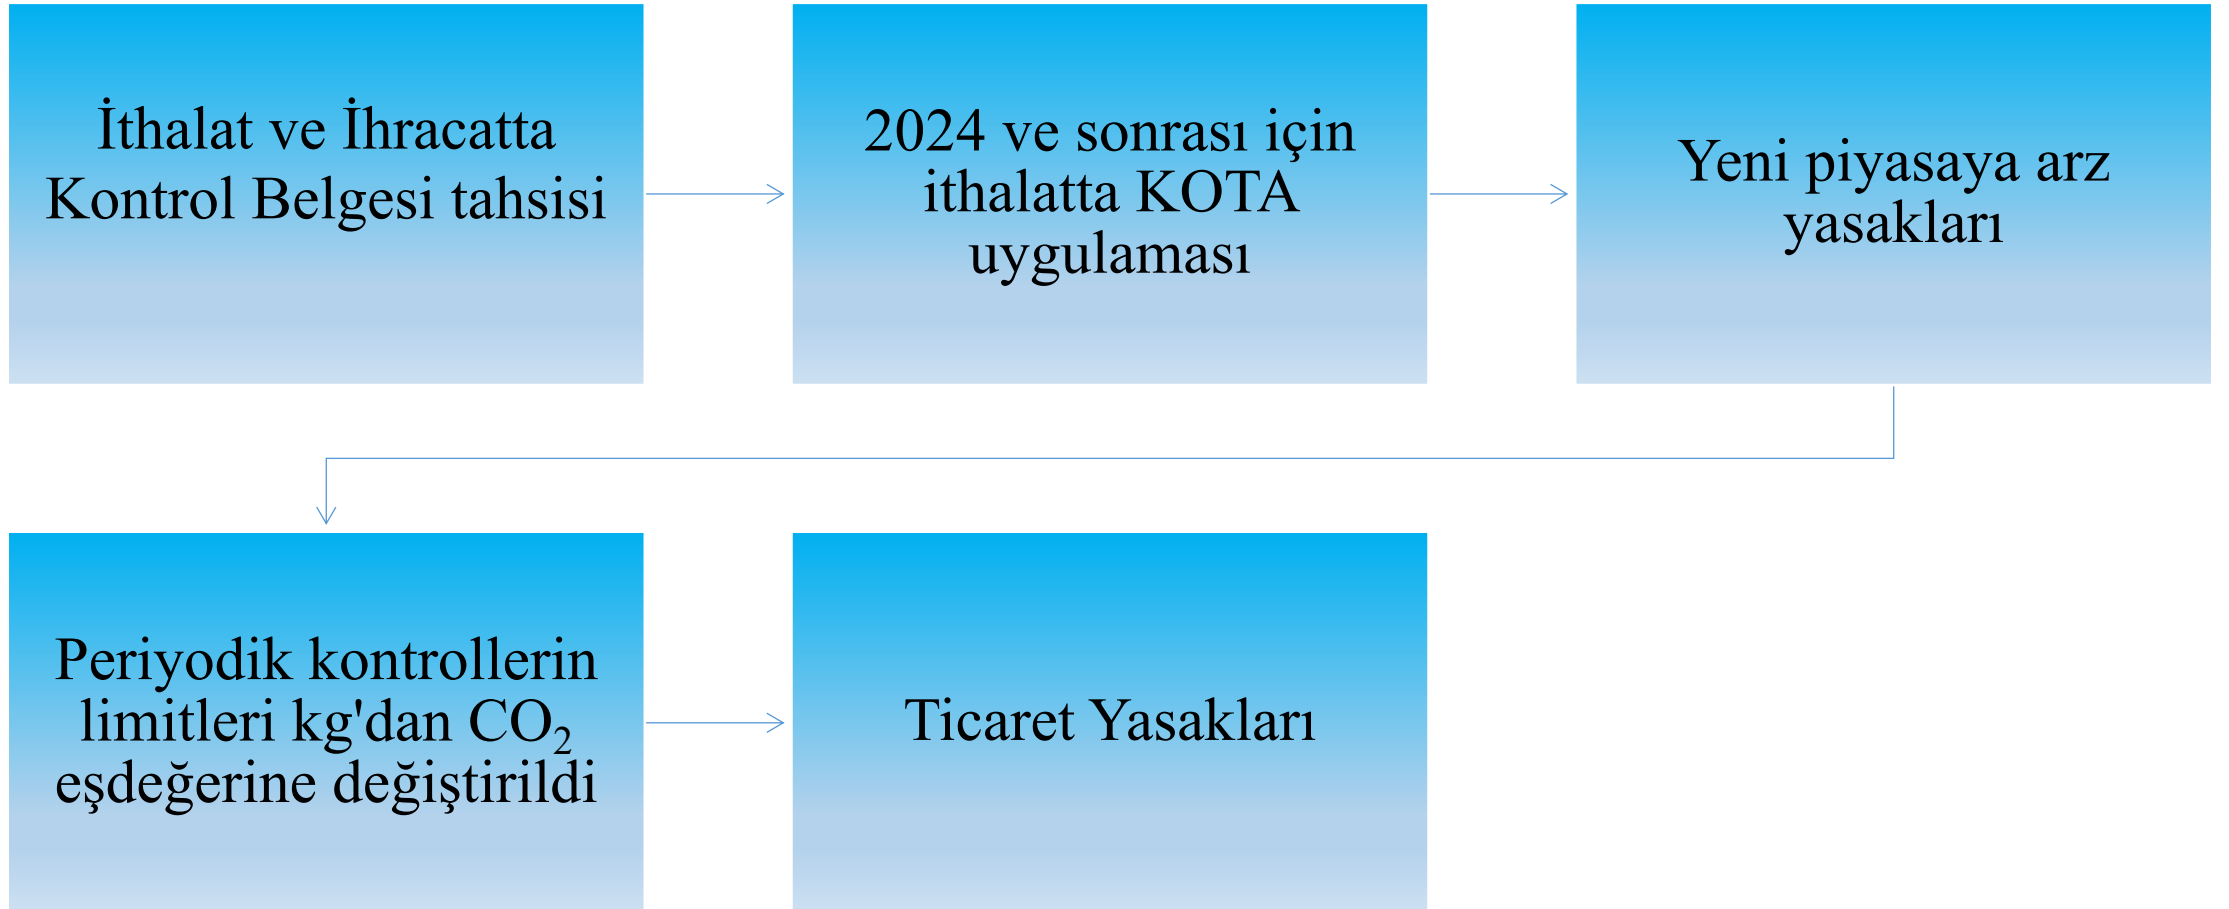 İthalat ve İhracatta
Kontrol Belgesi tahsisi
2024 ve sonrası için
ithalatta KOTA
uygulaması
Yeni piyasaya arz
yasakları
Periyodik kontrollerin
limitleri kg'dan CO₂
eşdeğerine değiştirildi
Ticaret Yasakları